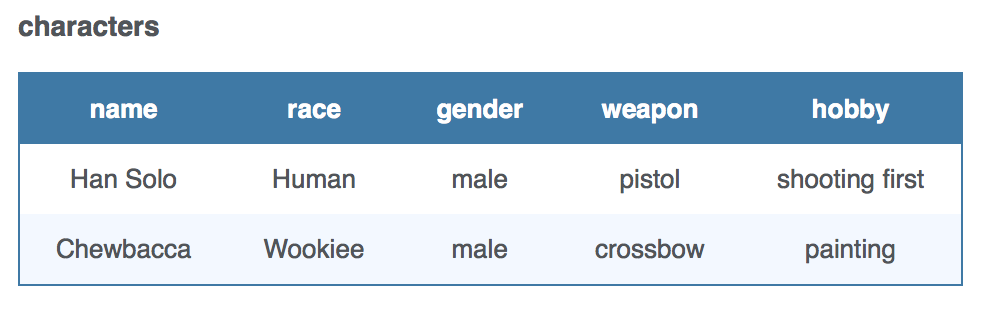 characters
name race gender weapon hobby
Han Solo Human male pistol shooting first
Chewbacca Wookiee male crossbow painting